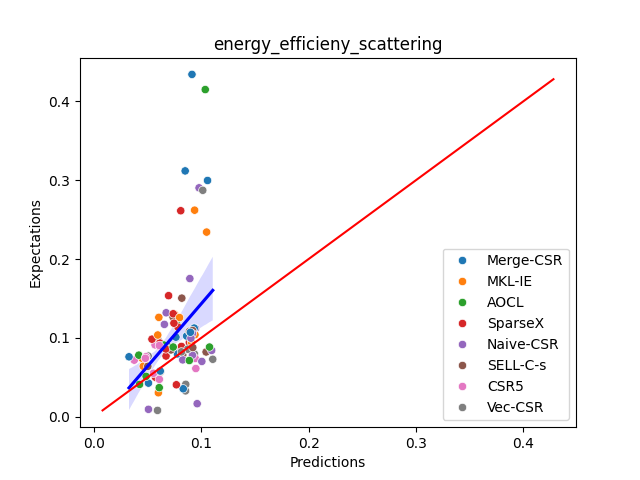 energy_efficieny_scattering
Expectations
0.4
0.3
0.2
0.1
0.0
0.0 0.1 0.2 0.3 0.4
Predictions
Merge-CSR
MKL-IE
AOCL
SparseX
Naive-CSR
SELL-C-s
CSR5
Vec-CSR